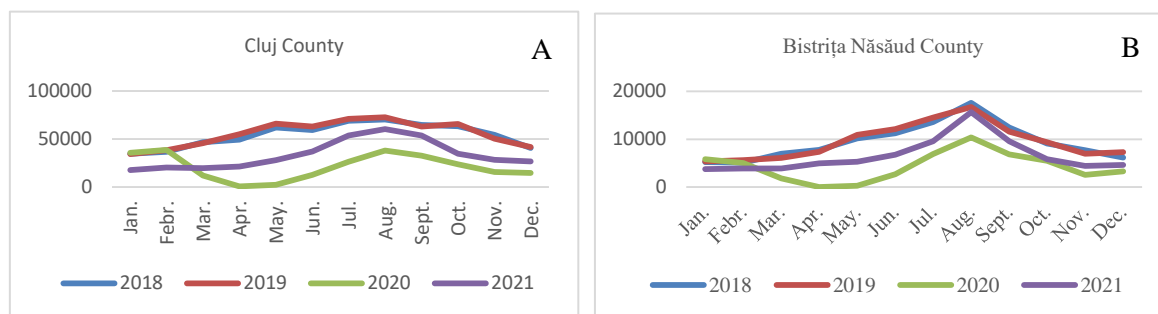 Cluj County
A
100000
50000
0
Jan.
Febr.
Mar.
Apr.
May.
Jun.
Jul.
Aug.
Sept.
Oct.
Nov.
Dec.
2018 2019 2020 2021
Bistrița Năsăud County
B
20000
10000
0
Jan.
Febr.
Mar.
Apr.
May.
Jun.
Jul.
Aug.
Sept.
Oct.
Nov.
Dec.
2018 2019 2020 2021